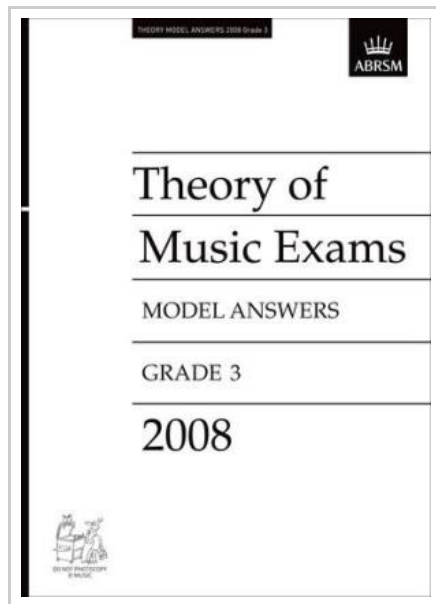 THEORY MODEL ANSWERS 2008 Grade 3
ABRSM
Theory of
Music Exams
MODEL ANSWERS
GRADE 3
2008
DO NOT PHOTOCOPY
© MUSIC